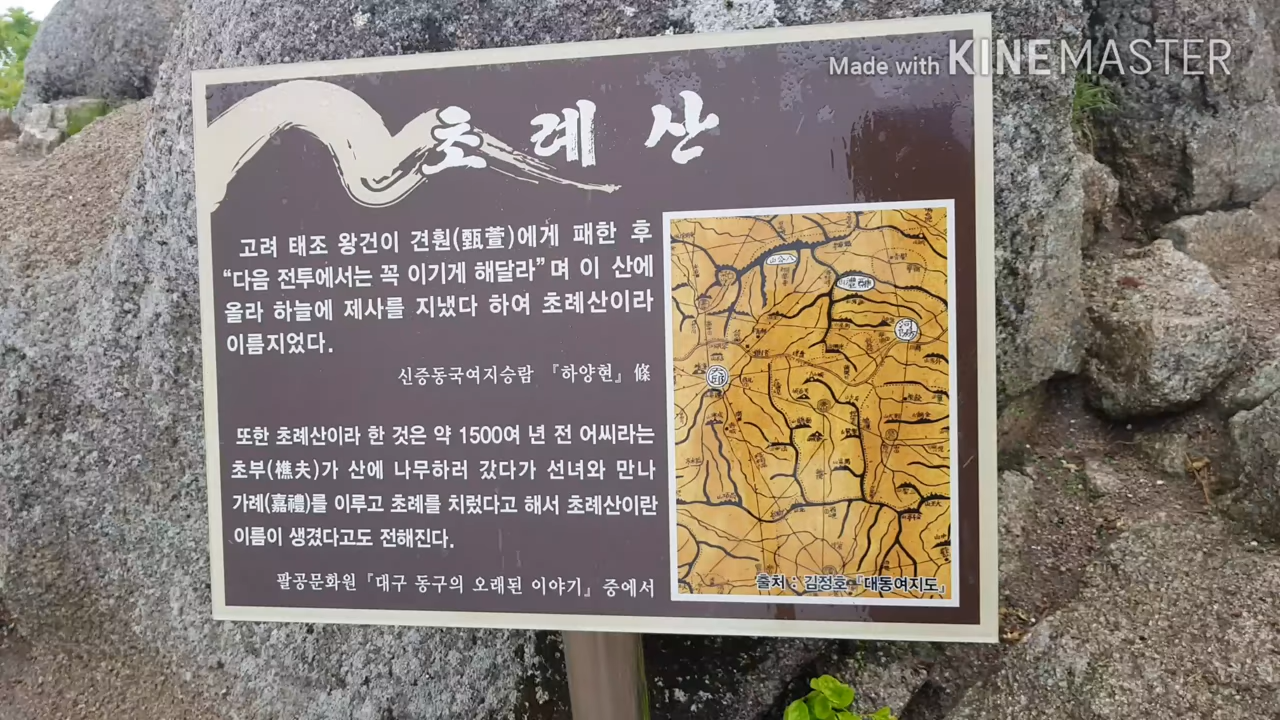 Made with KINEMASTER
초례산
고려 태조 왕건이 견훤(甄萱)에게 패한 후
“다음 전투에서는 꼭 이기게 해달라”며 이 산에
올라 하늘에 제사를 지냈다 하여 초례산이라
이름지었다.
신증동국여지승람 『하양현』條
또한 초례산이라 한 것은 약 1500여 년 전 어씨라는
초부(樵夫)가 산에 나무하러 갔다가 선녀와 만나
가례(嘉禮)를 이루고 초례를 치렀다고 해서 초례산이란
이름이 생겼다고도 전해진다.
팔공문화원 『대구 동구의 오래된 이야기』 중에서
河陽
출처 : 김정호 『대동여지도』